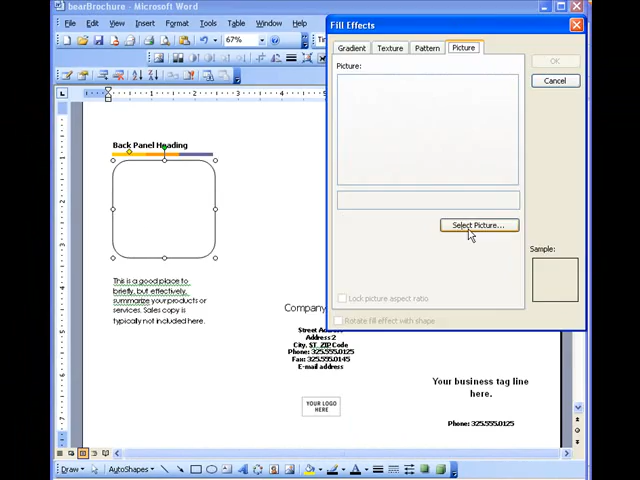 bearBrochure - Microsoft Word
File Edit View Insert Format Tools Table Window Help
67%
Fill Effects
Gradient Texture Pattern Picture
Picture:
OK
Cancel
Select Picture...
Sample:
Lock picture aspect ratio
Rotate fill effect with shape
Back Panel Heading
This is a good place to
briefly, but effectively,
summarize your products or
services. Sales copy is
typically not included here.
Company
Street Address
Address 2
City, ST ZIP Code
Phone: 325.555.0125
Fax: 325.555.0145
E-mail address
YOUR LOGO
HERE
Your business tag line
here.
Phone: 325.555.0125
Draw AutoShapes